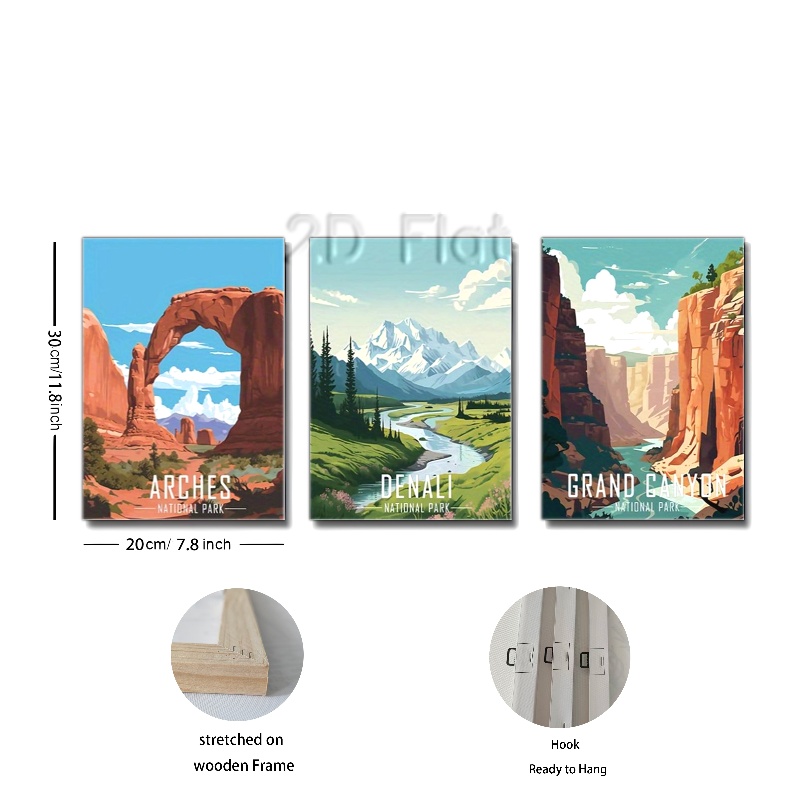 2D Flat
30cm/11.8inch
ARCHES
NATIONAL PARK
DENALI
NATIONAL PARK
GRAND CANYON
NATIONAL PARK
20cm/ 7.8 inch
stretched on
wooden Frame
Hook
Ready to Hang